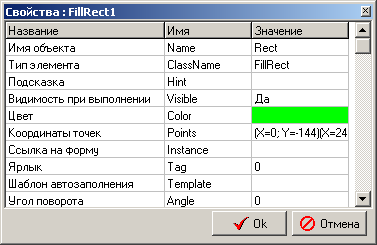 Свойства : FillRect1
Название Имя Значение
Имя объекта Name Rect
Тип элемента ClassName FillRect
Подсказка Hint
Видимость при выполнении Visible Да
Цвет Color
Координаты точек Points (X=0; Y=-144)(X=24
Ссылка на форму Instance
Ярлык Tag 0
Шаблон автозаполнения Template
Угол поворота Angle 0
Ok Отмена